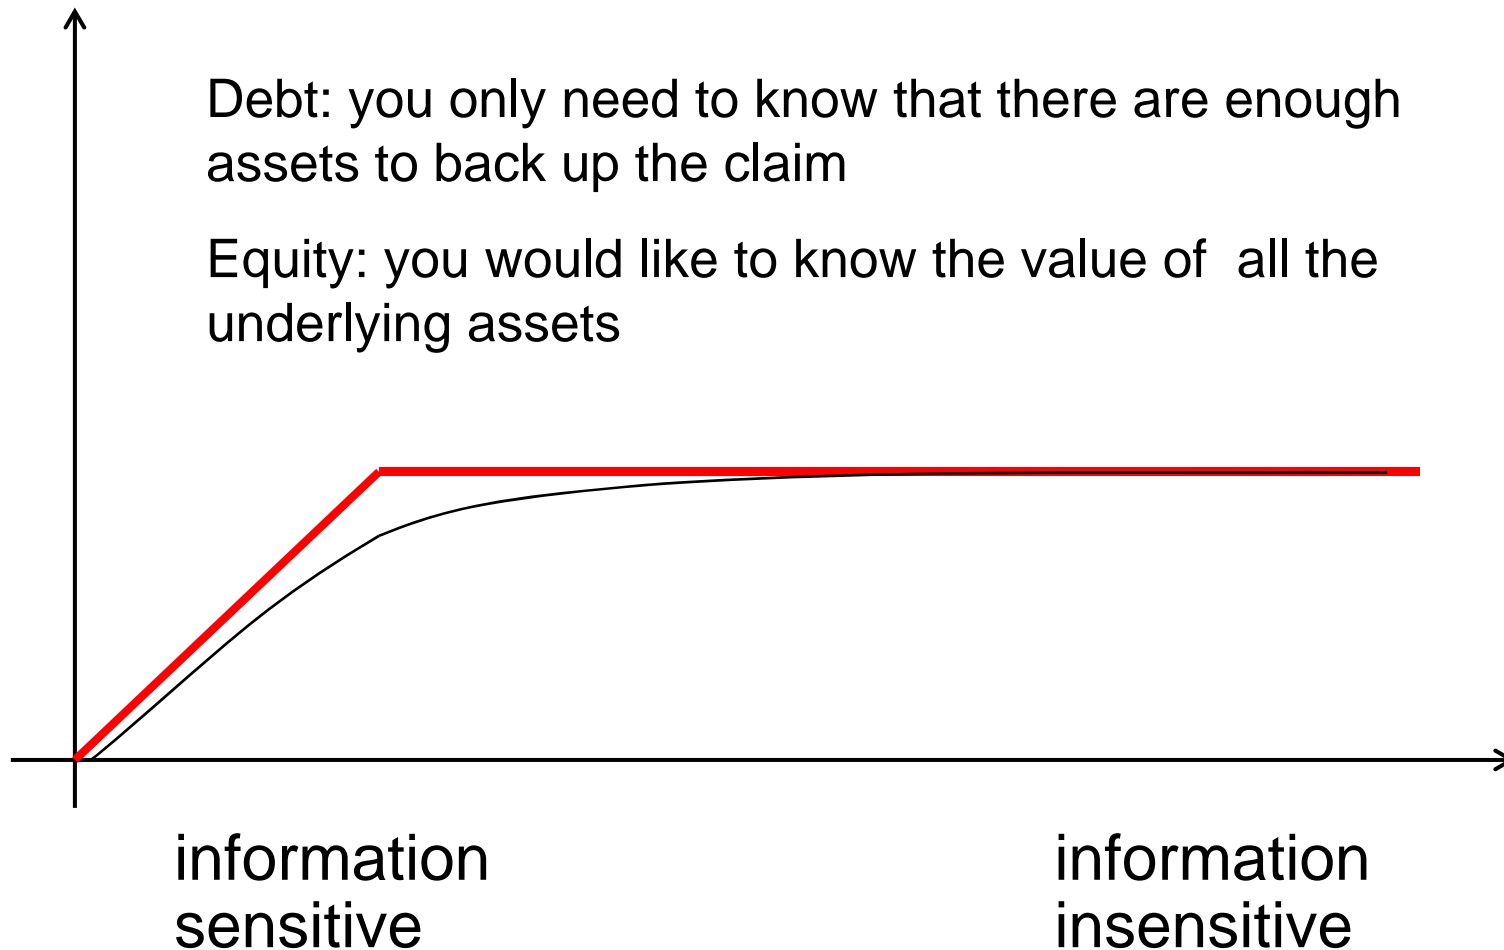 Debt: you only need to know that there are enough
assets to back up the claim
Equity: you would like to know the value of  all the
underlying assets
information
sensitive
information
insensitive